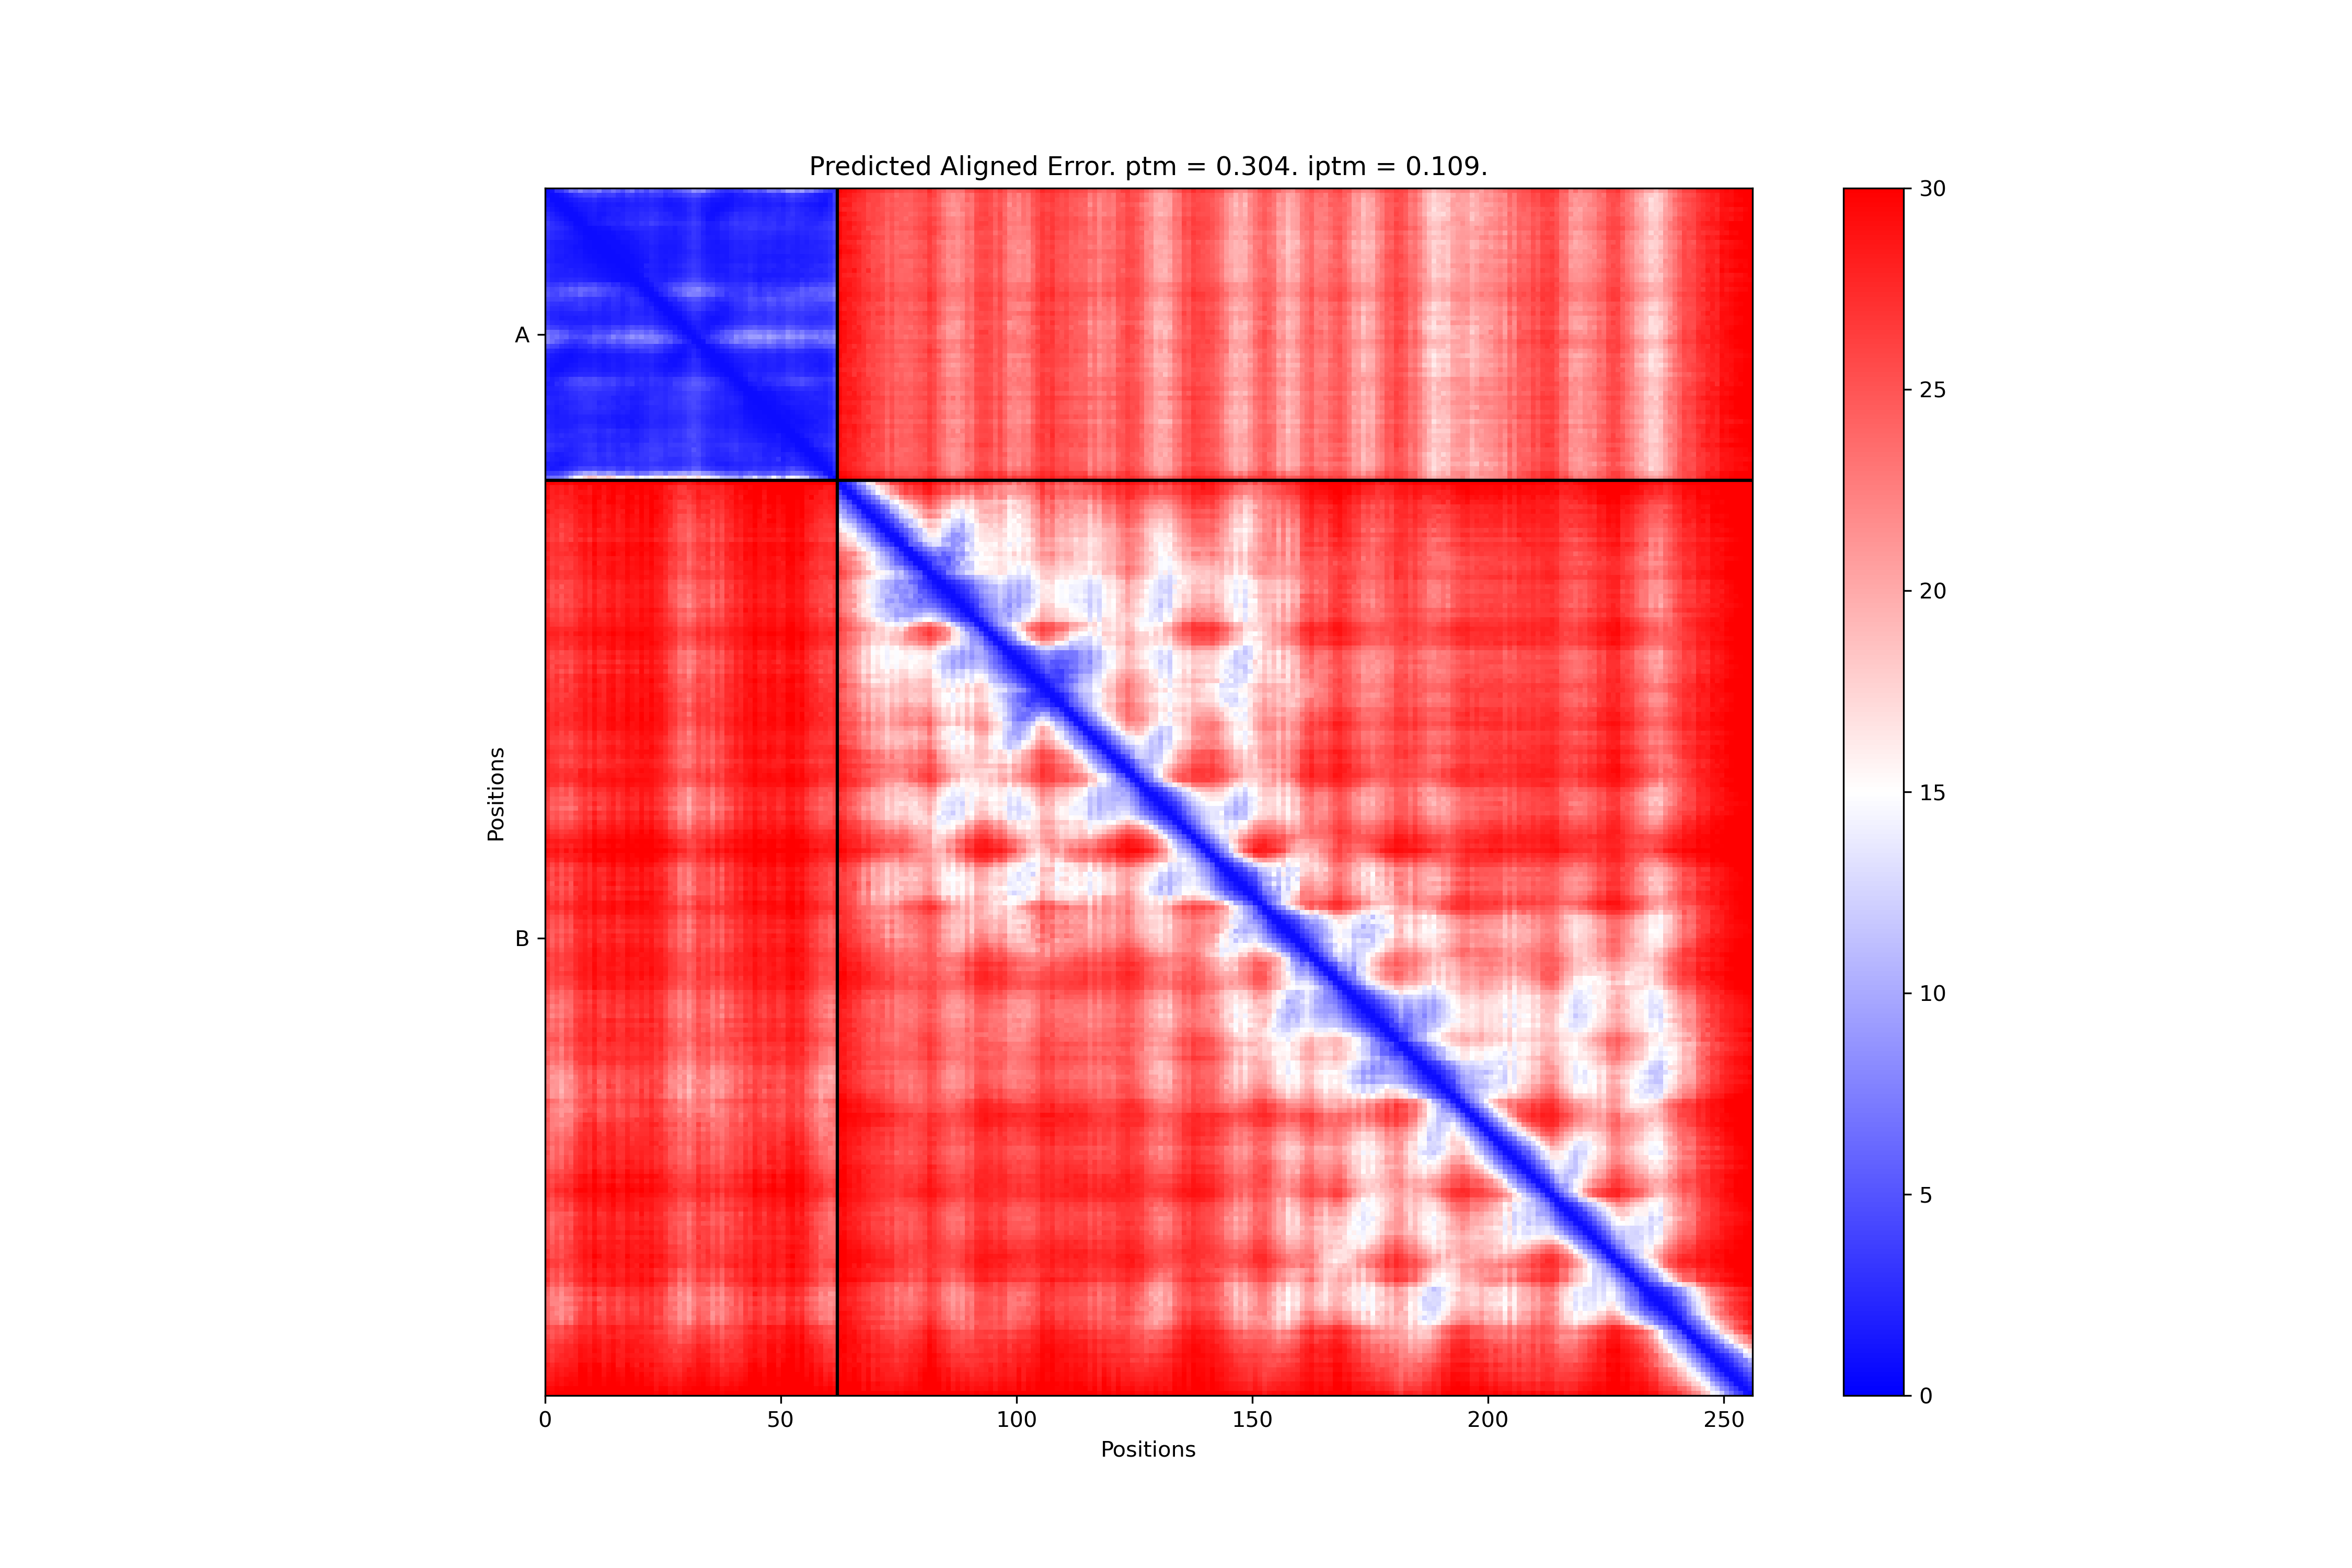 Predicted Aligned Error. ptm = 0.304. iptm = 0.109.
A
B
Positions
0
50
100
150
200
250
Positions
30
25
20
15
10
5
0